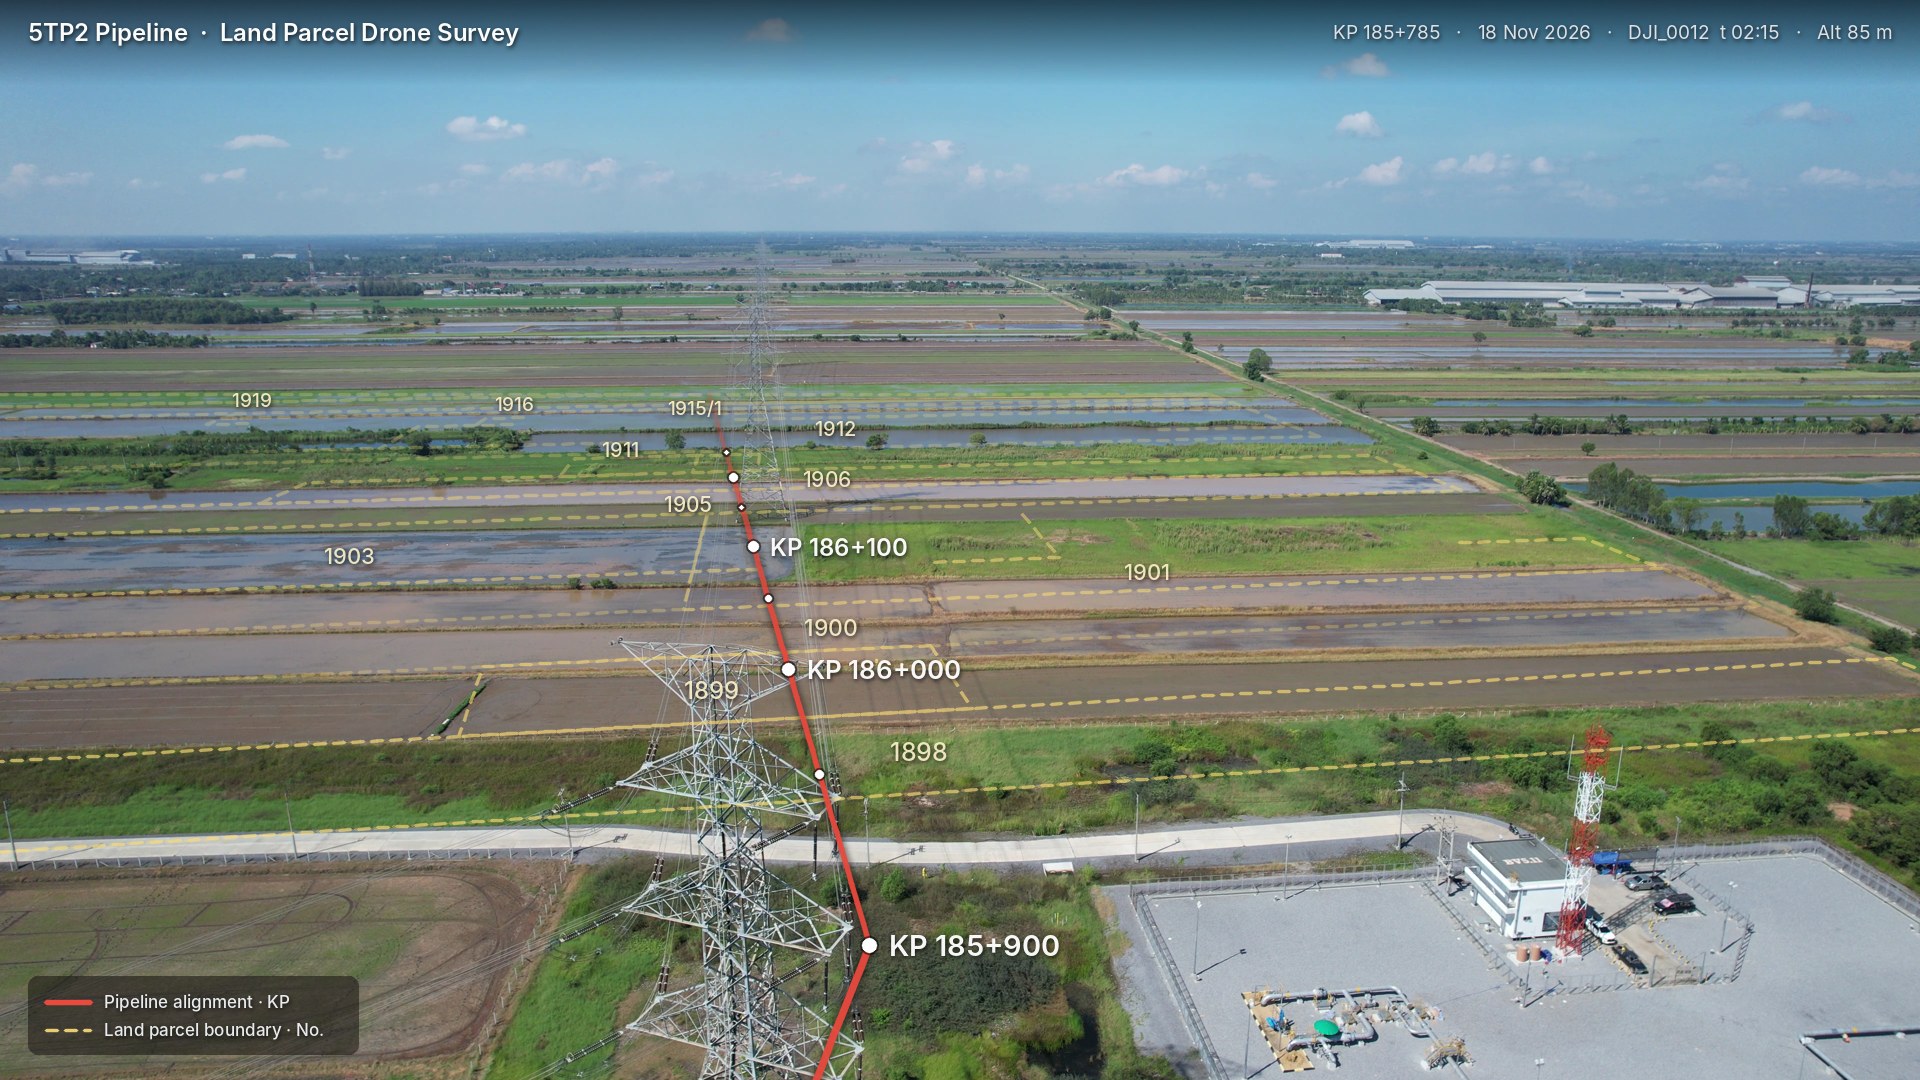 5TP2 Pipeline · Land Parcel Drone Survey
KP 185+785 · 18 Nov 2026 · DJI_0012 t 02:15 · Alt 85 m
1919
1916
1915/1
1912
1911
1906
1905
KP 186+100
1903
1901
1900
KP 186+000
1899
1898
KP 185+900
Pipeline alignment · KP
Land parcel boundary · No.